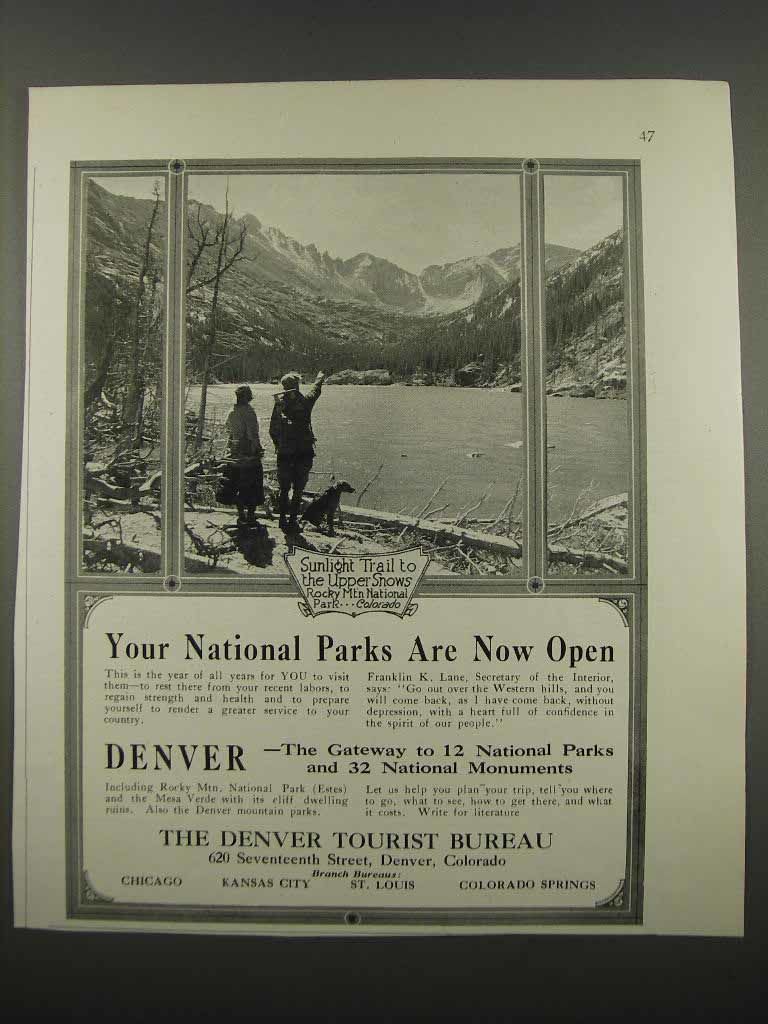 47
Sunlight Trail to
the Upper Snows
Rocky Mtn National
Park...Colorado
Your National Parks Are Now Open
This is the year of all years for YOU to visit
them—to rest there from your recent labors, to
regain strength and health and to prepare
yourself to render a greater service to your
country.
Franklin K. Lane, Secretary of the Interior,
says: "Go out over the Western hills, and you
will come back, as I have come back, without
depression, with a heart full of confidence in
the spirit of our people."
DENVER —The Gateway to 12 National Parks
and 32 National Monuments
Including Rocky Mtn. National Park (Estes)
and the Mesa Verde with its cliff dwelling
ruins. Also the Denver mountain parks.
Let us help you plan your trip, tell you where
to go, what to see, how to get there, and what
it costs. Write for literature
THE DENVER TOURIST BUREAU
620 Seventeenth Street, Denver, Colorado
Branch Bureaus:
CHICAGO KANSAS CITY ST. LOUIS COLORADO SPRINGS